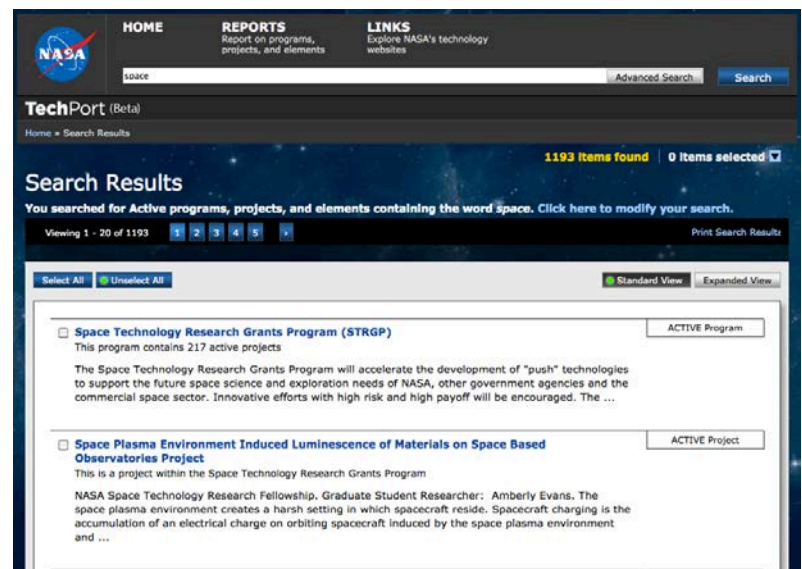 NASA
HOME
REPORTS
Report on programs,
projects, and elements
LINKS
Explore NASA's technology
websites
space
Advanced Search
Search
TechPort (Beta)
Home » Search Results
1193 items found | 0 items selected
Search Results
You searched for Active programs, projects, and elements containing the word space. Click here to modify your search.
Viewing 1 - 20 of 1193
1 2 3 4 5 ›
Print Search Results
Select All
Unselect All
Standard View
Expanded View
Space Technology Research Grants Program (STRGP)
ACTIVE Program
This program contains 217 active projects
The Space Technology Research Grants Program will accelerate the development of "push" technologies
to support the future space science and exploration needs of NASA, other government agencies and the
commercial space sector. Innovative efforts with high risk and high payoff will be encouraged. The ...
Space Plasma Environment Induced Luminescence of Materials on Space Based
Observatories Project
ACTIVE Project
This is a project within the Space Technology Research Grants Program
NASA Space Technology Research Fellowship. Graduate Student Researcher: Amberly Evans. The
space plasma environment creates a harsh setting in which spacecraft reside. Spacecraft charging is the
accumulation of an electrical charge on orbiting spacecraft induced by the space plasma environment
and ...